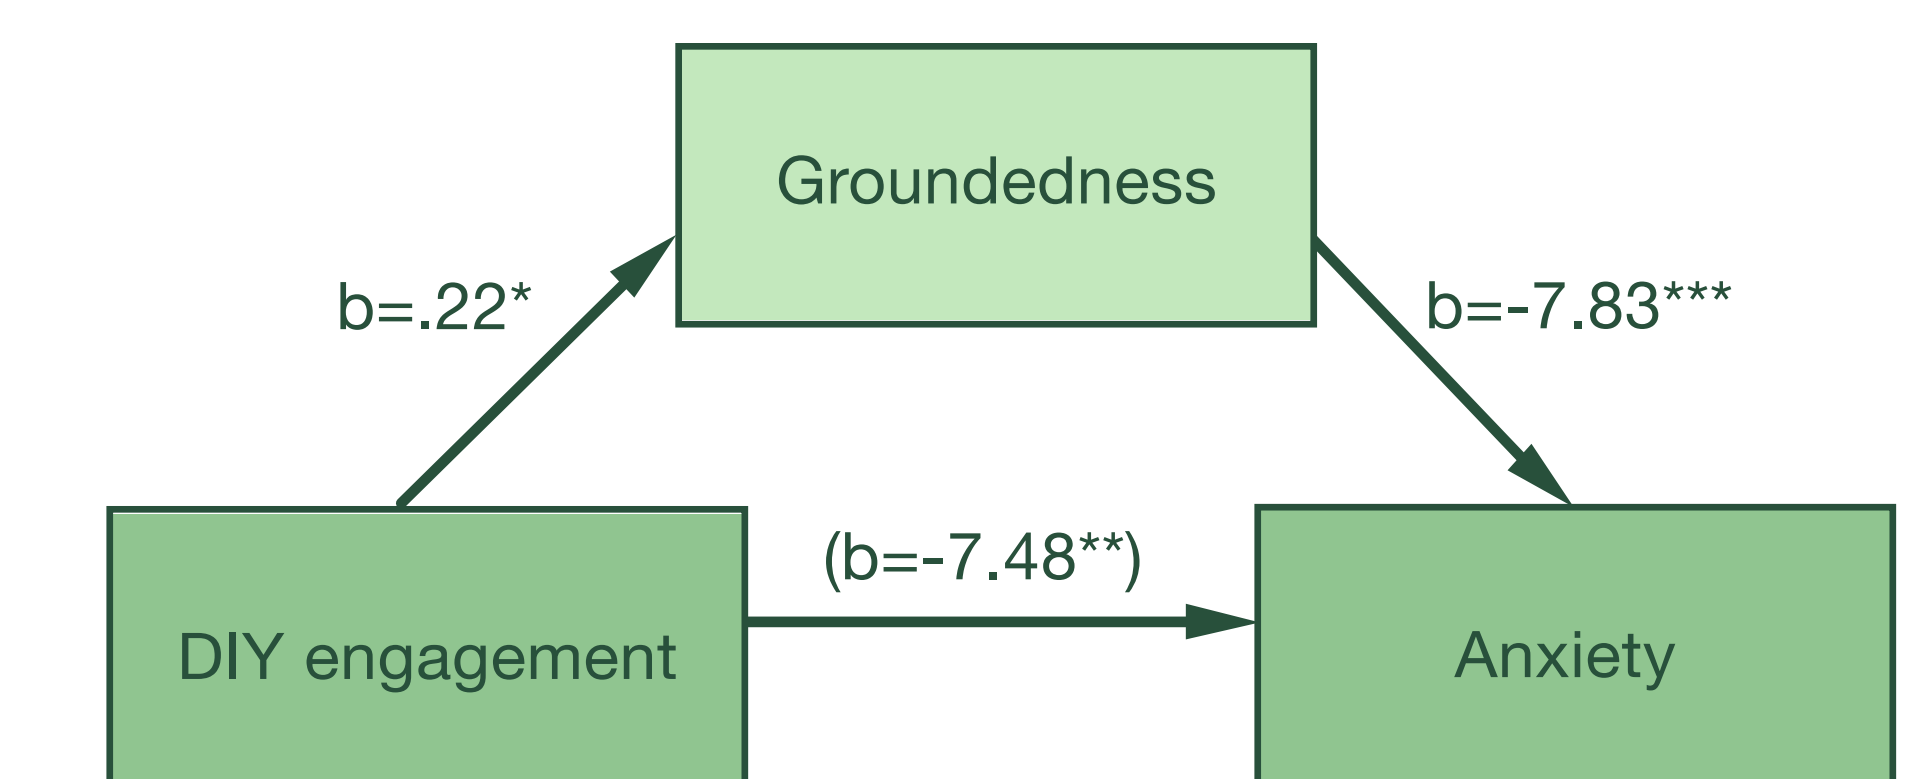 Groundedness
b=.22*
b=-7.83***
(b=-7.48**)
DIY engagement
Anxiety